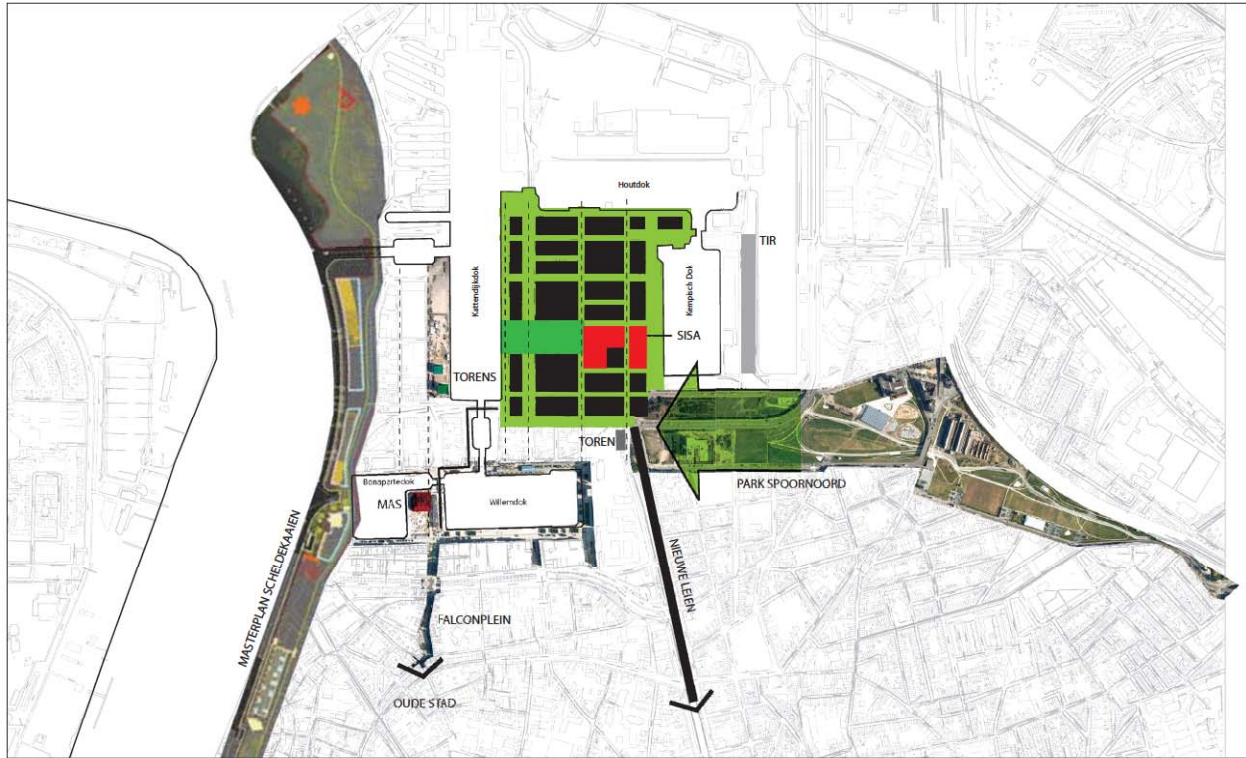 Houtdok
TIR
Kattendijkdok
Kempisch Dok
SISA
TORENS
TOREN
PARK SPOORNOORD
Bonapartedok
MAS
Willemdok
MASTERPLAN SCHELDEKAAIEN
NIEUWE LEIEN
FALCONPLEIN
OUDE STAD